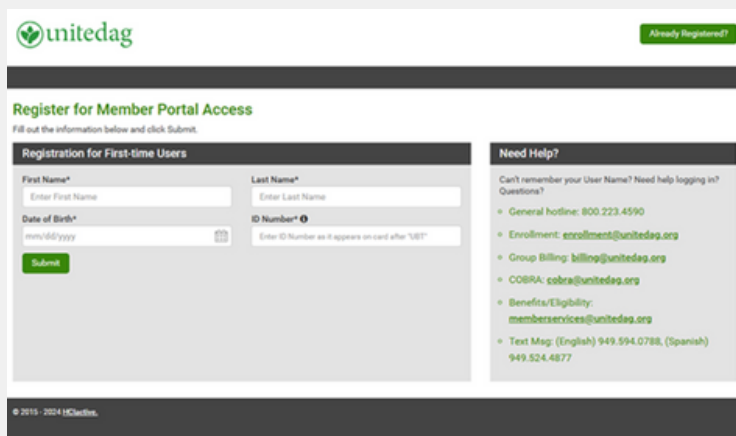 unitedag
Already Registered?
Register for Member Portal Access
Fill out the information below and click Submit.
Registration for First-time Users
First Name*
Last Name*
Enter First Name
Enter Last Name
Date of Birth*
ID Number*
mm/dd/yyyy
Enter ID Number as it appears on card after "UBT"
Submit
Need Help?
Can't remember your User Name? Need help logging in?
Questions?
General hotline: 800.223.4590
Enrollment: enrollment@unitedag.org
Group Billing: billing@unitedag.org
COBRA: cobra@unitedag.org
Benefits/Eligibility:
memberservices@unitedag.org
Text Msg: (English) 949.594.0788, (Spanish)
949.524.4877
© 2015 - 2024 HClactive.